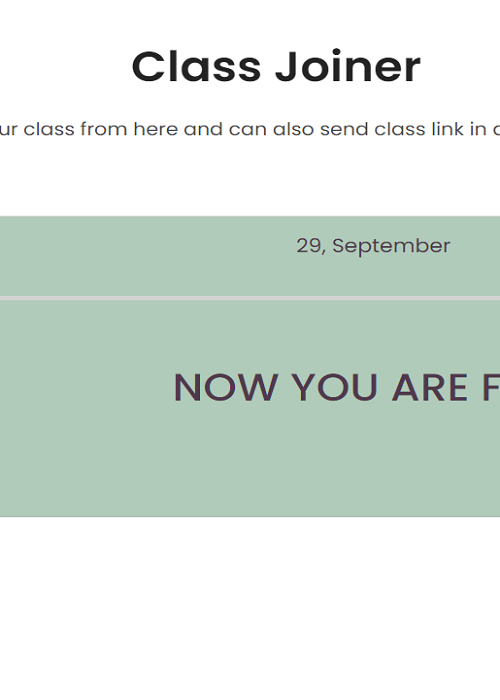 Class Joiner
ur class from here and can also send class link in
29, September
NOW YOU ARE F